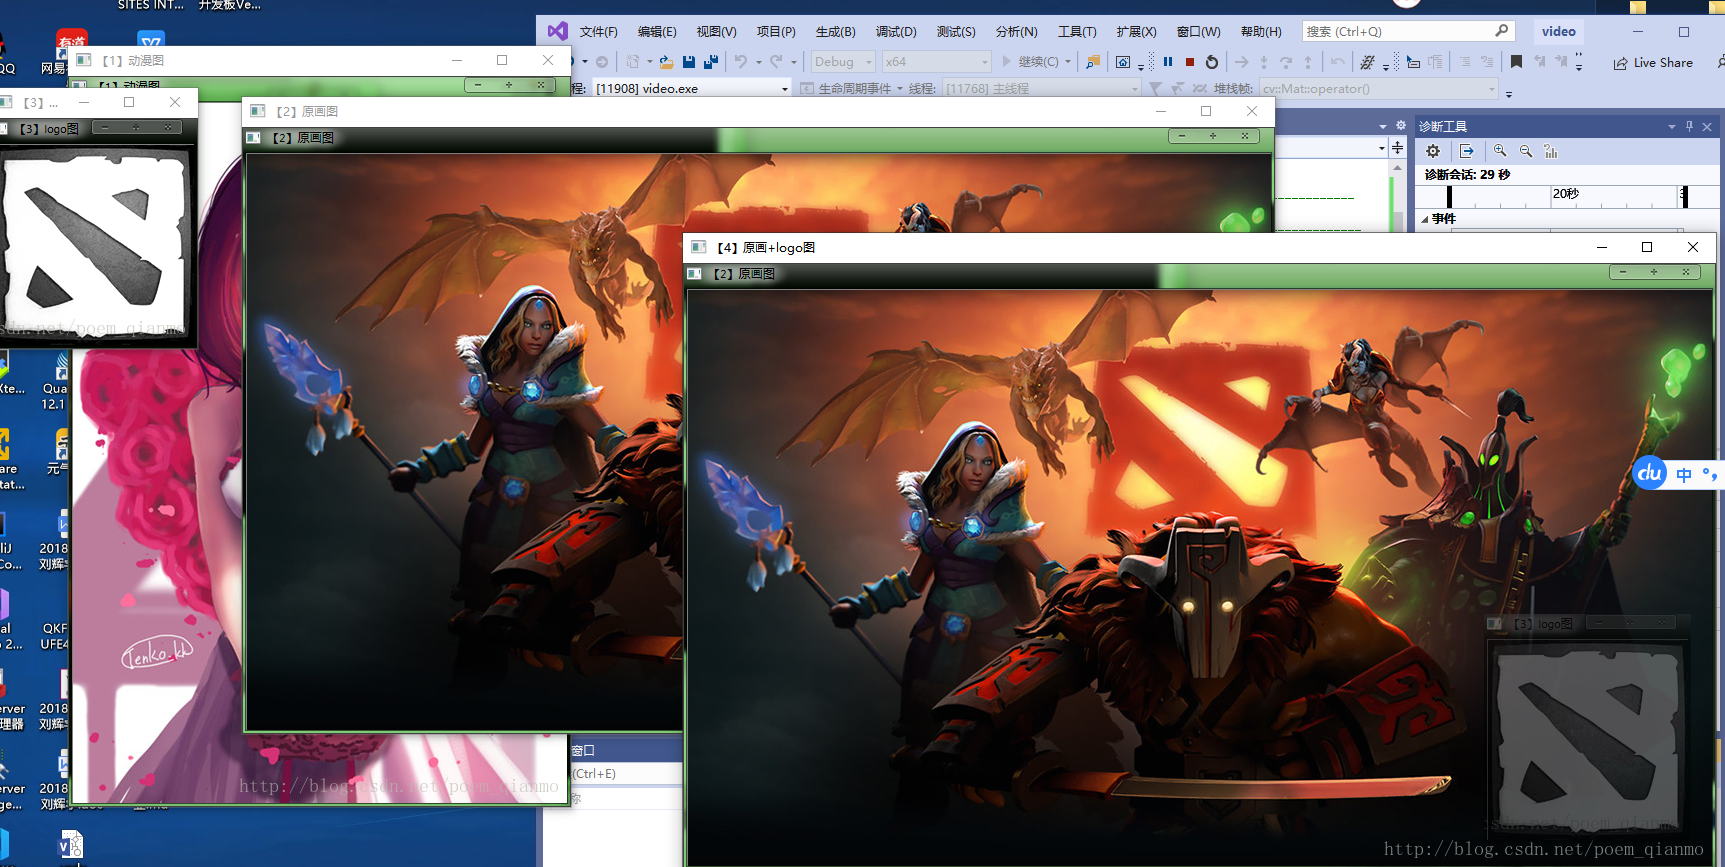 SITES INT...
开发板Ve...
文件(F) 编辑(E) 视图(V) 项目(P) 生成(B) 调试(D) 测试(S) 分析(N) 工具(T) 扩展(X) 窗口(W) 帮助(H) 搜索 (Ctrl+Q) video
Debug x64 继续(C) Live Share
程: [11908] video.exe 生命周期事件 线程: [11768] 主线程 堆栈帧: cv::Mat::operator()
有道
QQ
网易
【1】动漫图
【1】动漫图
【3】...
【3】logo图
sdn.net/poem_qianmo
【2】原画图
【2】原画图
诊断工具
诊断会话: 29 秒
20秒
事件
【4】原画+logo图
【2】原画图
【3】logo图
csdn.net/poem_qianmo
http://blog.csdn.net/poem_qianmo
du 中
Xte...
Qua
12.1
are
tat...
元气
liJ
Co...
2018
刘辉
al
2...
QKF
UFE4
erver
理器
2018
刘辉
erver
ge...
2018
刘辉
Tenko.kk
http://blog.csdn.net/poem_qianmo
窗口
(Ctrl+E)
称